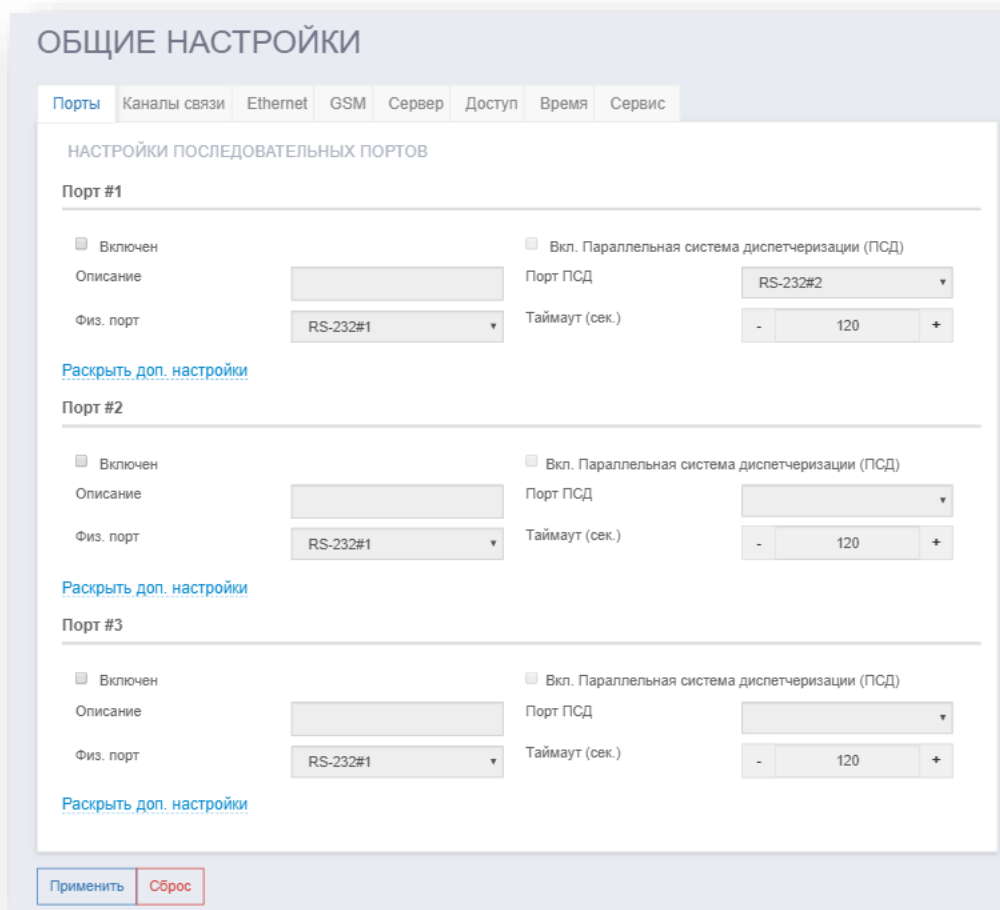 ОБЩИЕ НАСТРОЙКИ
Порты Каналы связи Ethernet GSM Сервер Доступ Время Сервис
НАСТРОЙКИ ПОСЛЕДОВАТЕЛЬНЫХ ПОРТОВ
Порт #1
Включен Вкл. Параллельная система диспетчеризации (ПСД)
Описание Порт ПСД RS-232#2
Физ. порт RS-232#1 Таймаут (сек.) - 120 +
Раскрыть доп. настройки
Порт #2
Включен Вкл. Параллельная система диспетчеризации (ПСД)
Описание Порт ПСД
Физ. порт RS-232#1 Таймаут (сек.) - 120 +
Раскрыть доп. настройки
Порт #3
Включен Вкл. Параллельная система диспетчеризации (ПСД)
Описание Порт ПСД
Физ. порт RS-232#1 Таймаут (сек.) - 120 +
Раскрыть доп. настройки
Применить Сброс